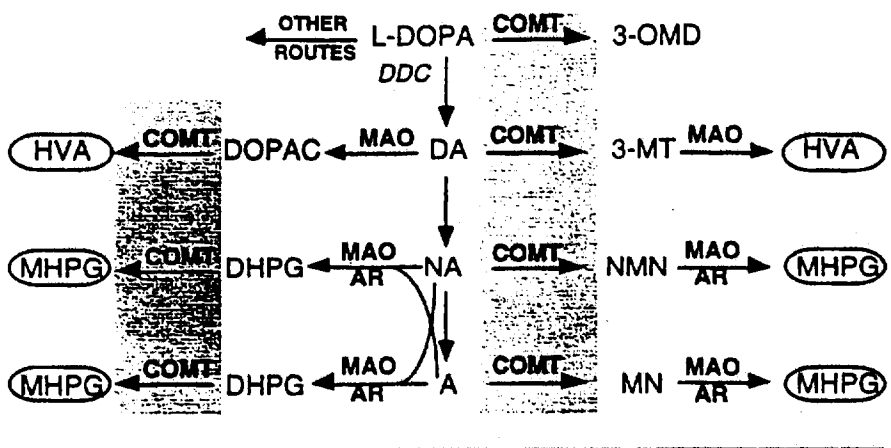 OTHER ROUTES L-DOPA COMT 3-OMD
DDC
HVA COMT DOPAC MAO DA COMT 3-MT MAO HVA
MHPG COMT DHPG MAO AR NA COMT NMN MAO AR MHPG
MHPG COMT DHPG MAO AR A COMT MN MAO AR MHPG